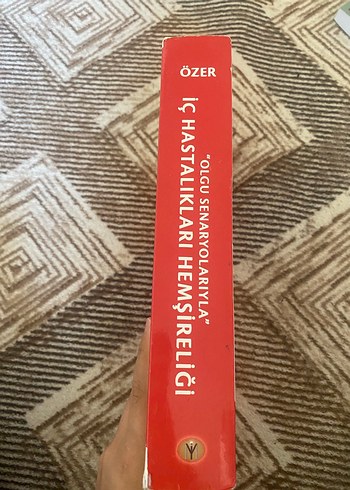 ÖZER
"OLGU SENARYOLARIYLA"
İÇ HASTALIKLARI HEMŞİRELİĞİ